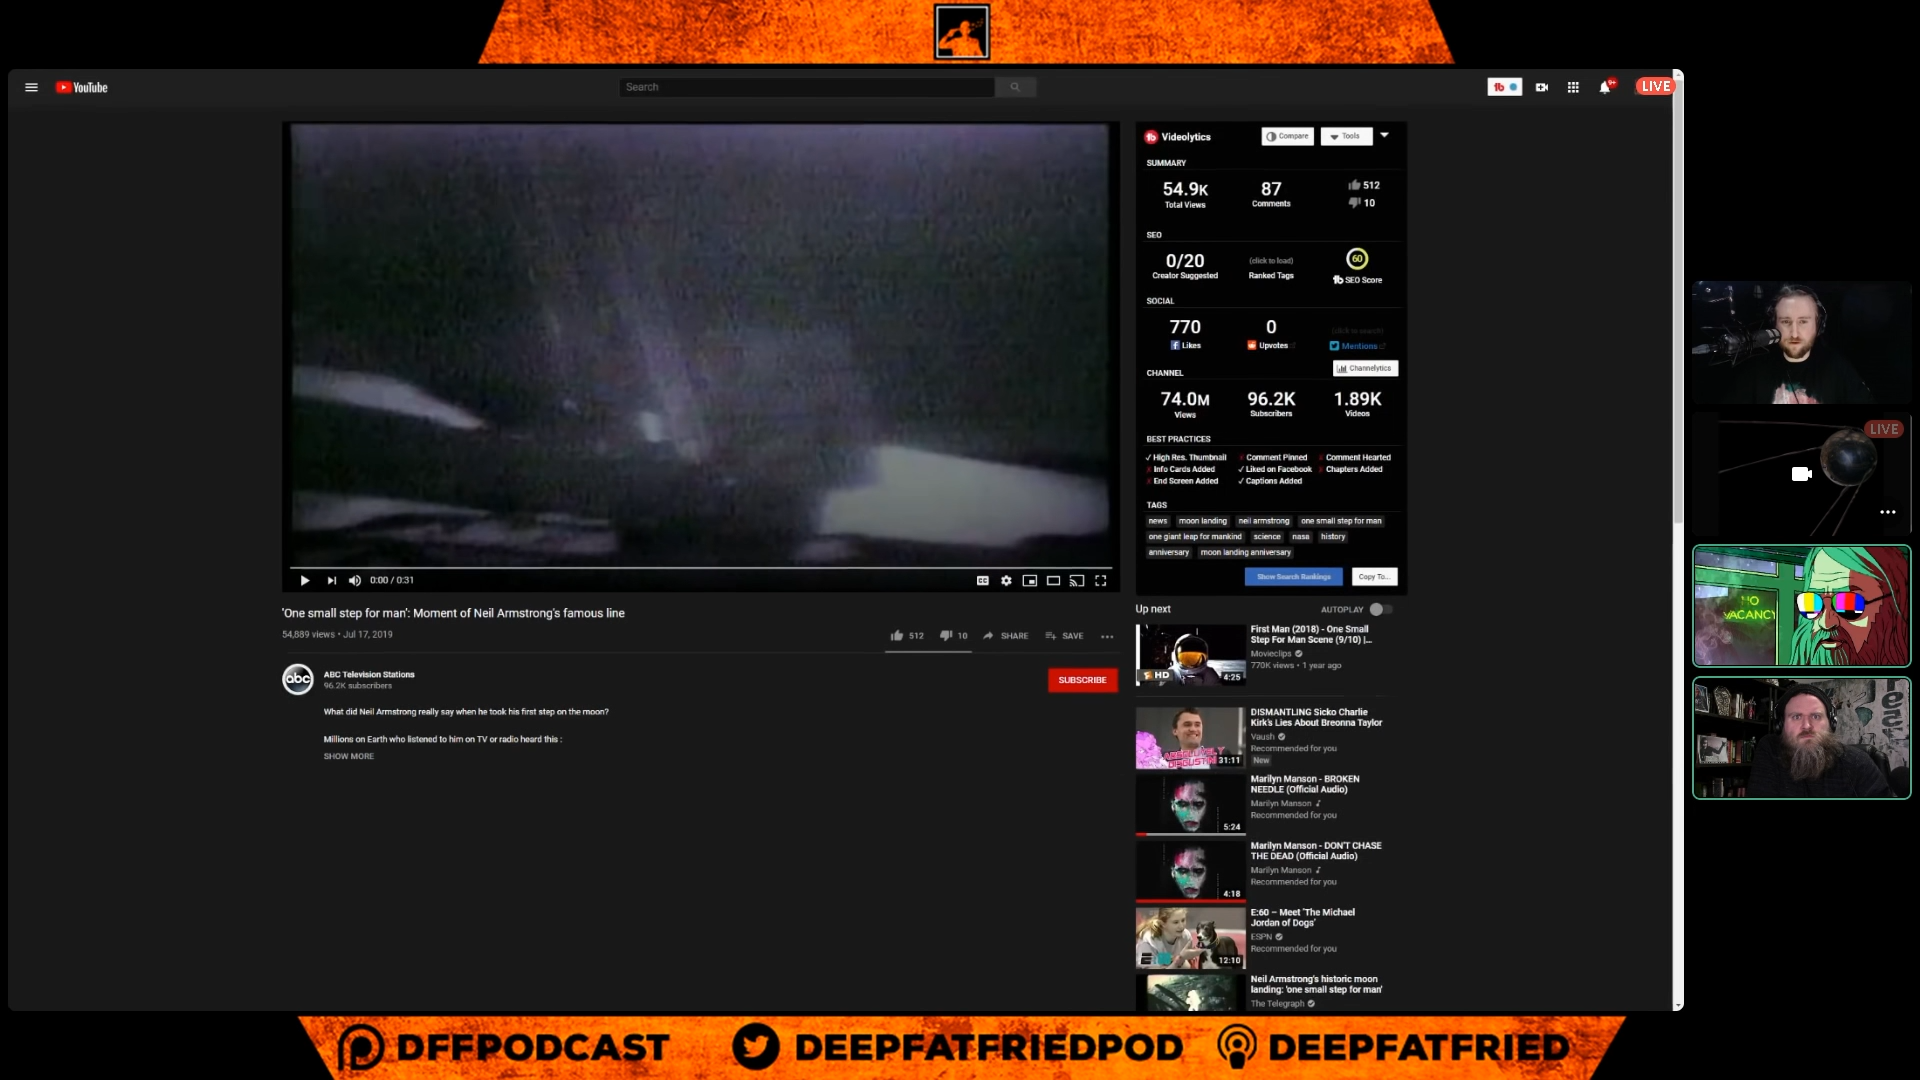 YouTube
Search
LIVE
Videolytics
Compare
Tools
SUMMARY
54.9K
87
512
Total Views
Comments
10
SEO
0/20
(click to load)
60
Creator Suggested
Ranked Tags
SEO Score
SOCIAL
770
0
Likes
Upvotes
Mentions
CHANNEL
Channelytics
74.0M
96.2K
1.89K
Views
Subscribers
Videos
BEST PRACTICES
✓ High Res. Thumbnail
Comment Pinned
Comment Hearted
Info Cards Added
✓ Liked on Facebook
Chapters Added
End Screen Added
✓ Captions Added
TAGS
news moon landing neil armstrong one small step for man
one giant leap for mankind science nasa history
anniversary moon landing anniversary
Show Search Rankings
Copy To...
0:00 / 0:31
'One small step for man': Moment of Neil Armstrong's famous line
54,889 views • Jul 17, 2019
512
10
SHARE
SAVE
ABC Television Stations
96.2K subscribers
abc
SUBSCRIBE
What did Neil Armstrong really say when he took his first step on the moon?
Millions on Earth who listened to him on TV or radio heard this :
SHOW MORE
Up next
AUTOPLAY
First Man (2018) - One Small
Step For Man Scene (9/10) |...
Movieclips
770K views • 1 year ago
HD
4:25
DISMANTLING Sicko Charlie
Kirk's Lies About Breonna Taylor
Vaush
Recommended for you
New
ABSOLUTELY
DISGUSTING
31:11
Marilyn Manson - BROKEN
NEEDLE (Official Audio)
Marilyn Manson
Recommended for you
5:24
Marilyn Manson - DON'T CHASE
THE DEAD (Official Audio)
Marilyn Manson
Recommended for you
4:18
E:60 – Meet 'The Michael
Jordan of Dogs'
ESPN
Recommended for you
12:10
Neil Armstrong's historic moon
landing: 'one small step for man'
The Telegraph
LIVE
NO
VACANCY
DFFPODCAST
DEEPFATFRIEDPOD
DEEPFATFRIED